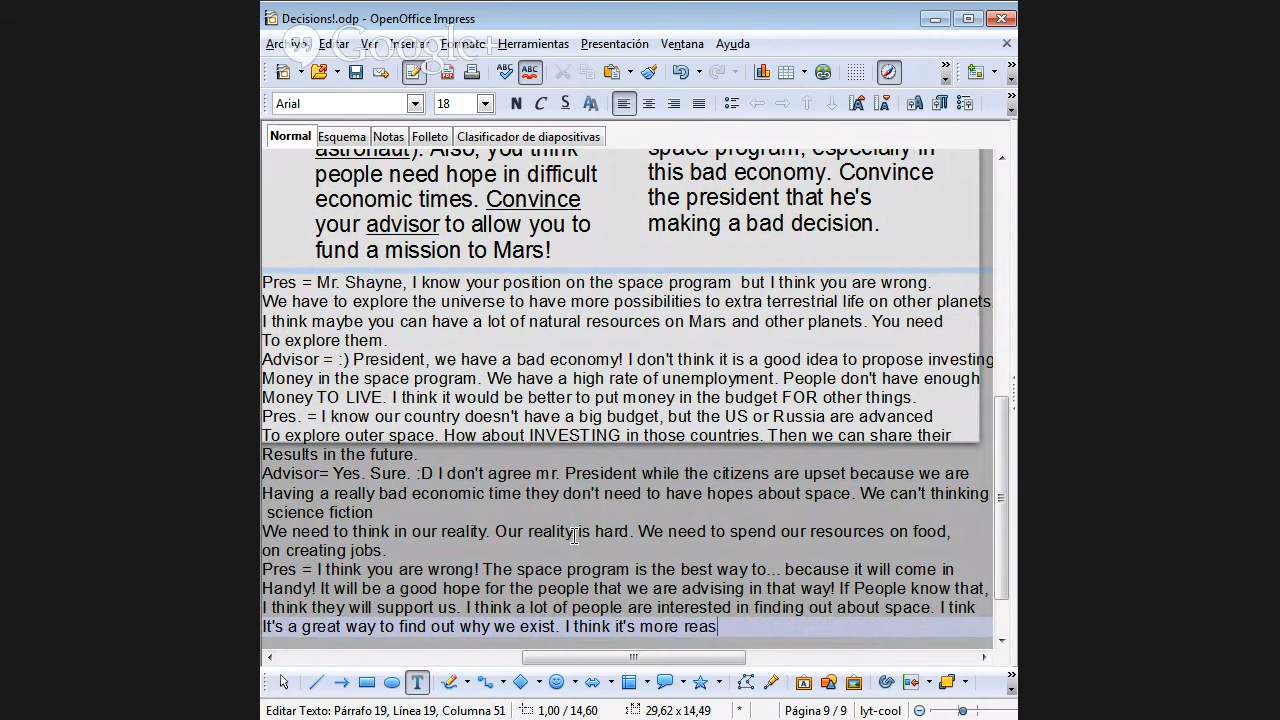 Decisions!.odp - OpenOffice Impress
Google+
Archivo Editar Ver Insertar Formato Herramientas Presentación Ventana Ayuda
Arial 18 N C S
Normal Esquema Notas Folleto Clasificador de diapositivas
astronaut). Also, you think
people need hope in difficult
economic times. Convince
your advisor to allow you to
fund a mission to Mars!
space program, especially in
this bad economy. Convince
the president that he's
making a bad decision.
Pres = Mr. Shayne, I know your position on the space program but I think you are wrong.
We have to explore the universe to have more possibilities to extra terrestrial life on other planets
I think maybe you can have a lot of natural resources on Mars and other planets. You need
To explore them.
Advisor = :) President, we have a bad economy! I don't think it is a good idea to propose investing
Money in the space program. We have a high rate of unemployment. People don't have enough
Money TO LIVE. I think it would be better to put money in the budget FOR other things.
Pres. = I know our country doesn't have a big budget, but the US or Russia are advanced
To explore outer space. How about INVESTING in those countries. Then we can share their
Results in the future.
Advisor= Yes. Sure. :D I don't agree mr. President while the citizens are upset because we are
Having a really bad economic time they don't need to have hopes about space. We can't thinking
science fiction
We need to think in our reality. Our reality is hard. We need to spend our resources on food,
on creating jobs.
Pres = I think you are wrong! The space program is the best way to... because it will come in
Handy! It will be a good hope for the people that we are advising in that way! If People know that,
I think they will support us. I think a lot of people are interested in finding out about space. I tink
It's a great way to find out why we exist. I think it's more reas
Editar Texto: Párrafo 19, Línea 19, Columna 51 1,00 / 14,60 29,62 x 14,49 * Página 9 / 9 lyt-cool